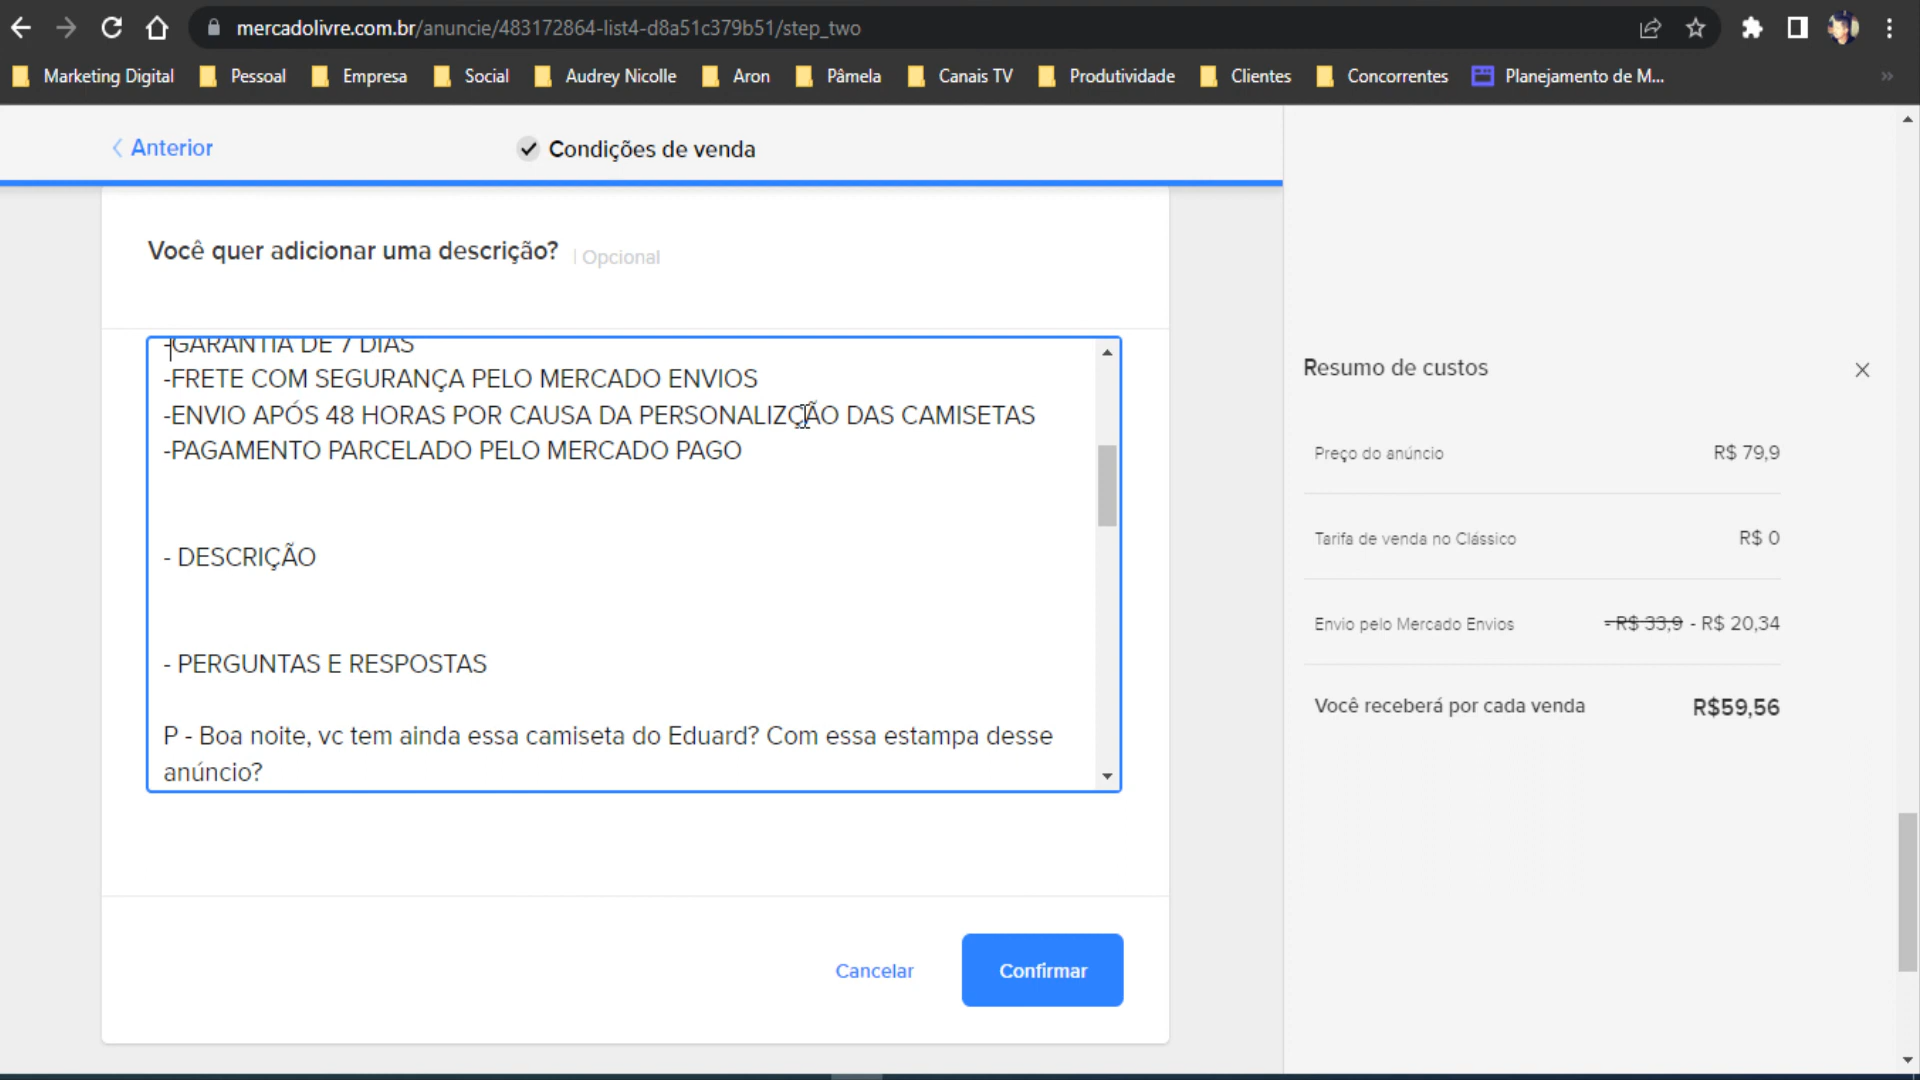 mercadolivre.com.br/anuncie/483172864-list4-d8a51c379b51/step_two
Marketing Digital
Pessoal
Empresa
Social
Audrey Nicolle
Aron
Pâmela
Canais TV
Produtividade
Clientes
Concorrentes
Planejamento de M...
Anterior
Condições de venda
Você quer adicionar uma descrição? | Opcional
-GARANTIA DE 7 DIAS
-FRETE COM SEGURANÇA PELO MERCADO ENVIOS
-ENVIO APÓS 48 HORAS POR CAUSA DA PERSONALIZÇÃO DAS CAMISETAS
-PAGAMENTO PARCELADO PELO MERCADO PAGO
- DESCRIÇÃO
- PERGUNTAS E RESPOSTAS
P - Boa noite, vc tem ainda essa camiseta do Eduard? Com essa estampa desse
anúncio?
Cancelar
Confirmar
Resumo de custos
Preço do anúncio R$ 79,9
Tarifa de venda no Clássico R$ 0
Envio pelo Mercado Envios - R$ 33,9 - R$ 20,34
Você receberá por cada venda R$59,56